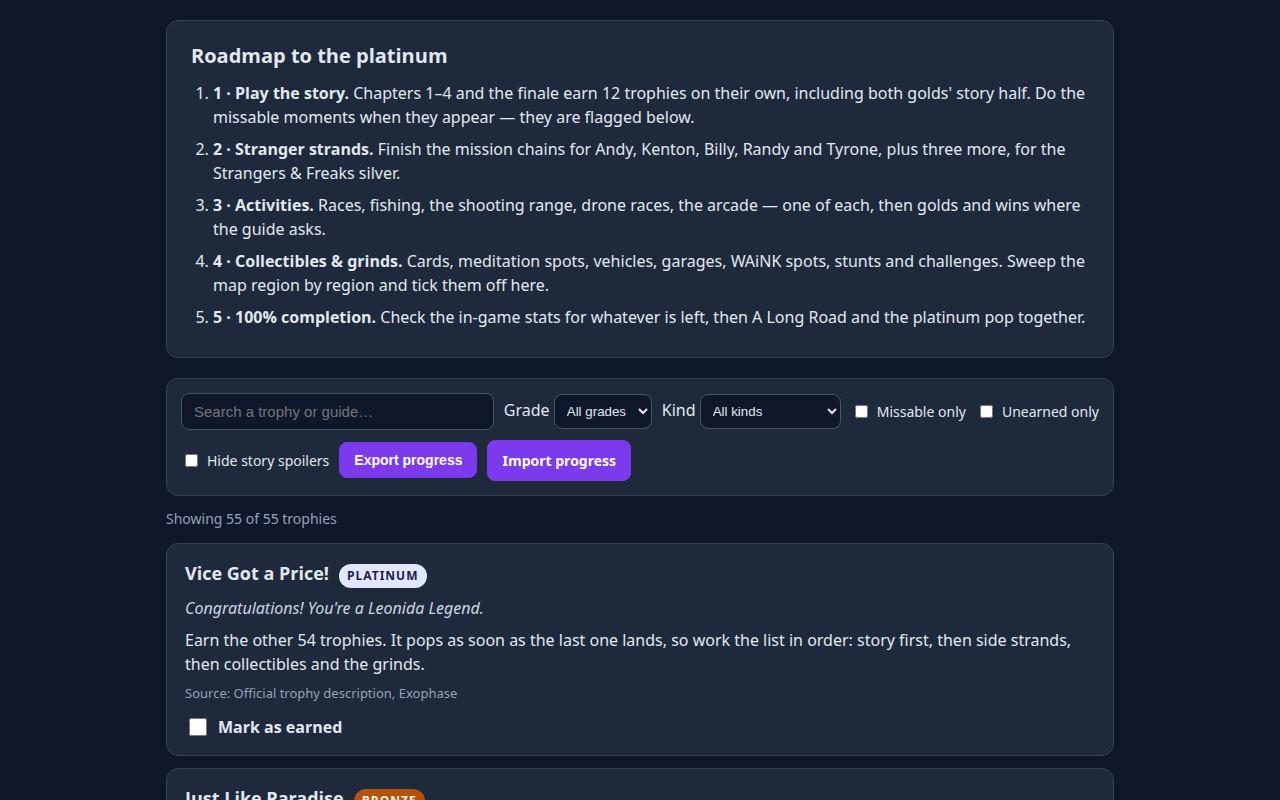 Roadmap to the platinum
1. 1 · Play the story. Chapters 1–4 and the finale earn 12 trophies on their own, including both golds' story half. Do the
missable moments when they appear — they are flagged below.
2. 2 · Stranger strands. Finish the mission chains for Andy, Kenton, Billy, Randy and Tyrone, plus three more, for the
Strangers & Freaks silver.
3. 3 · Activities. Races, fishing, the shooting range, drone races, the arcade — one of each, then golds and wins where
the guide asks.
4. 4 · Collectibles & grinds. Cards, meditation spots, vehicles, garages, WAiNK spots, stunts and challenges. Sweep the
map region by region and tick them off here.
5. 5 · 100% completion. Check the in-game stats for whatever is left, then A Long Road and the platinum pop together.
Search a trophy or guide… Grade All grades Kind All kinds Missable only Unearned only
Hide story spoilers Export progress Import progress
Showing 55 of 55 trophies
Vice Got a Price! PLATINUM
Congratulations! You're a Leonida Legend.
Earn the other 54 trophies. It pops as soon as the last one lands, so work the list in order: story first, then side strands,
then collectibles and the grinds.
Source: Official trophy description, Exophase
Mark as earned
Just Like Paradise BRONZE